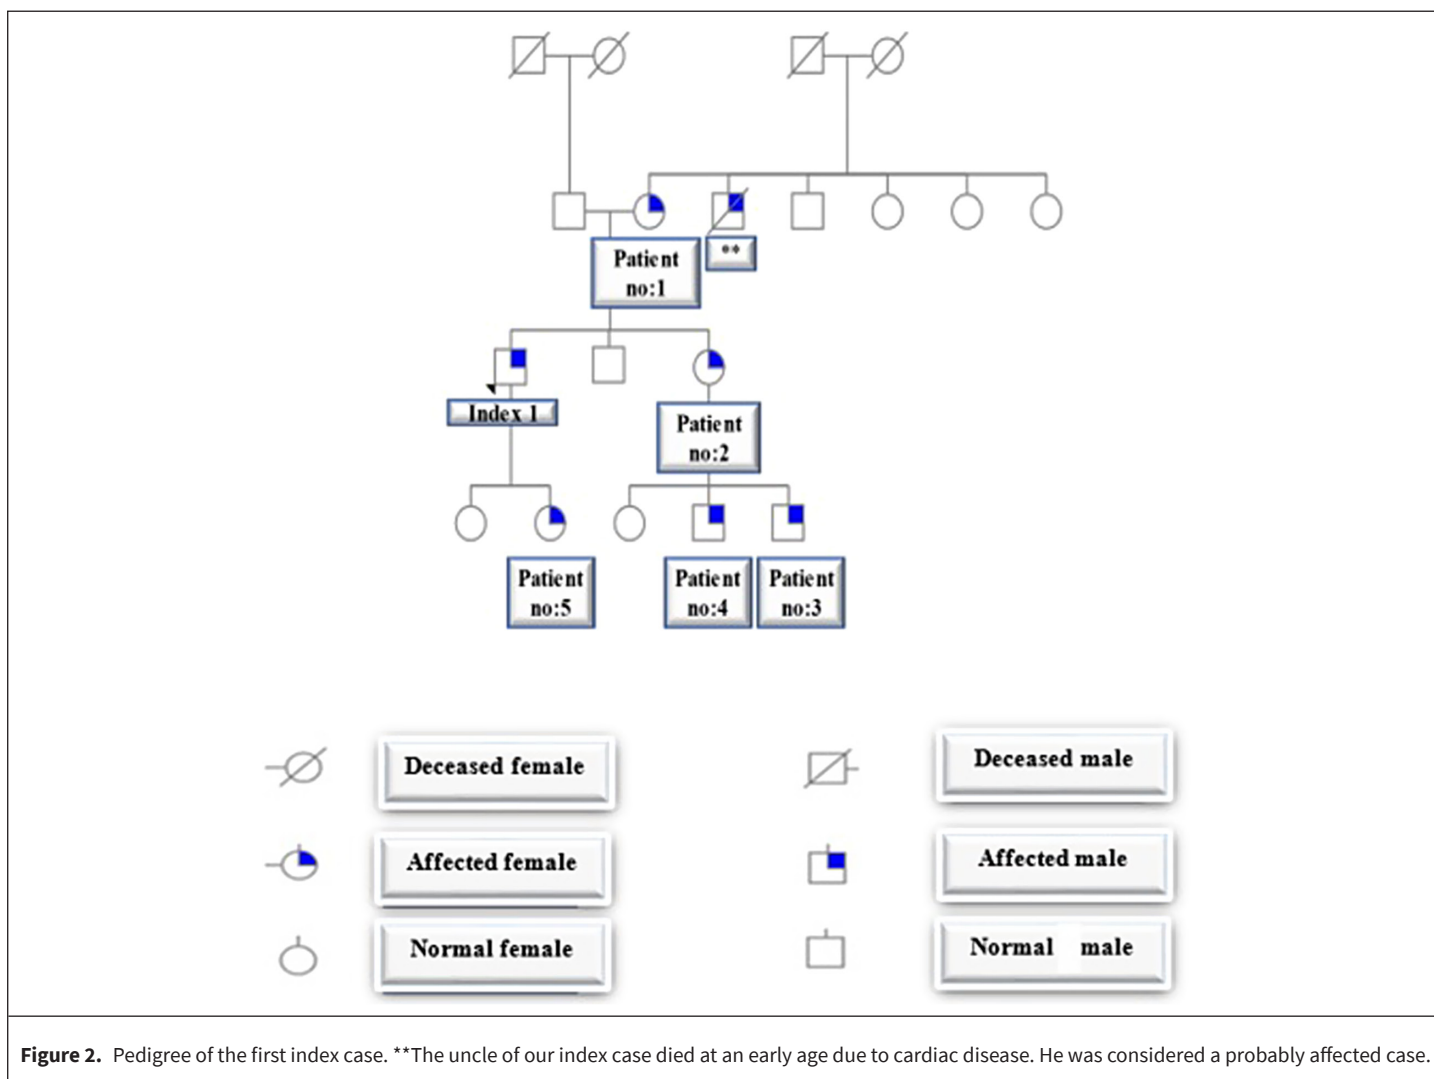 Patient
no:1
**
Index 1
Patient
no:2
Patient
no:5
Patient
no:4
Patient
no:3
Deceased female
Deceased male
Affected female
Affected male
Normal female
Normal male
Figure 2. Pedigree of the first index case. **The uncle of our index case died at an early age due to cardiac disease. He was considered a probably affected case.